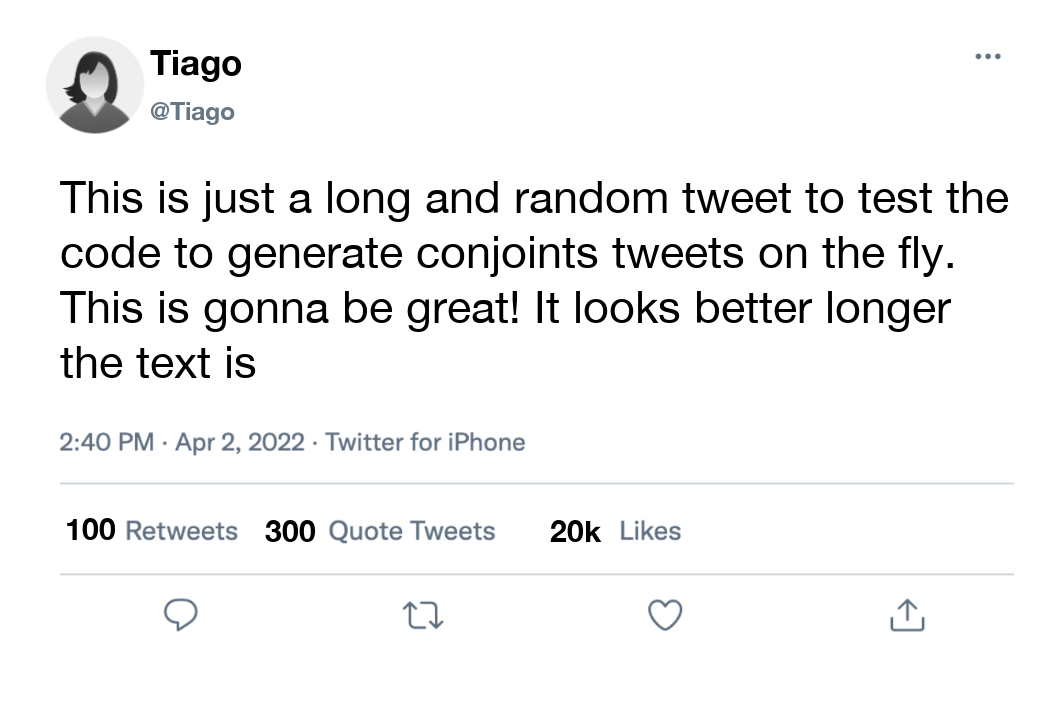 Tiago
@Tiago
This is just a long and random tweet to test the
code to generate conjoints tweets on the fly.
This is gonna be great! It looks better longer
the text is
2:40 PM · Apr 2, 2022 · Twitter for iPhone
100 Retweets 300 Quote Tweets 20k Likes